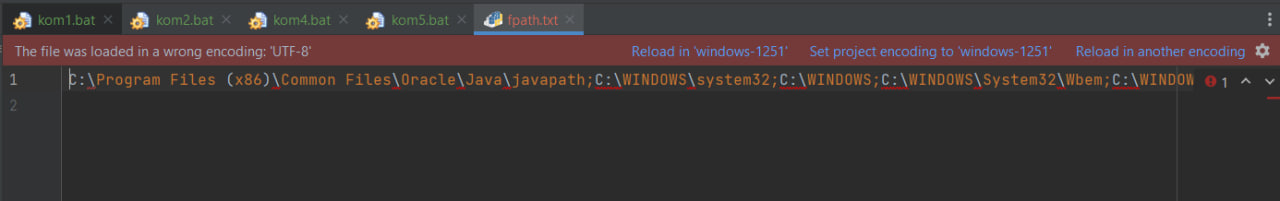 kom1.bat kom2.bat kom4.bat kom5.bat fpath.txt
The file was loaded in a wrong encoding: 'UTF-8' Reload in 'windows-1251' Set project encoding to 'windows-1251' Reload in another encoding
1 C:\Program Files (x86)\Common Files\Oracle\Java\javapath;C:\WINDOWS\system32;C:\WINDOWS;C:\WINDOWS\System32\Wbem;C:\WINDOW 1
2